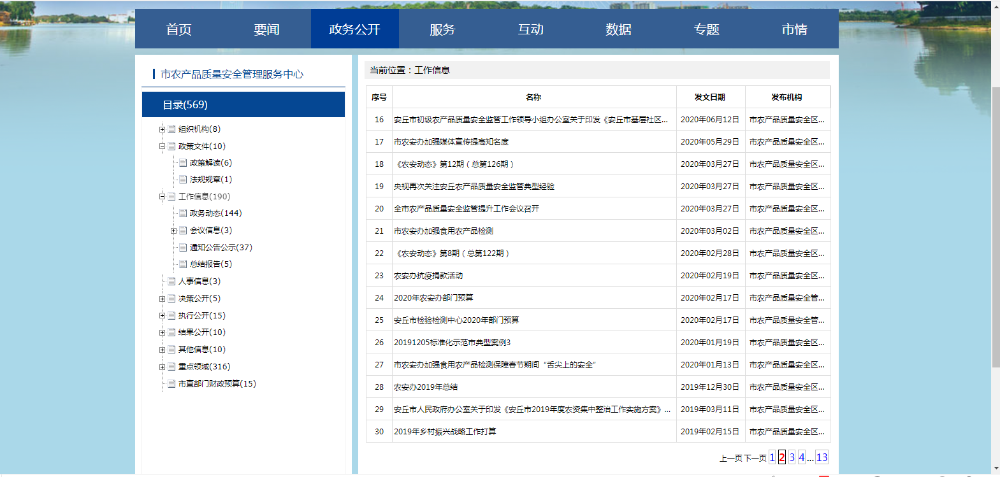 首页 要闻 政务公开 服务 互动 数据 专题 市情
市农产品质量安全管理服务中心
目录(569)
组织机构(8)
政策文件(10)
政策解读(6)
法规规章(1)
工作信息(190)
政务动态(144)
会议信息(3)
通知公告公示(37)
总结报告(5)
人事信息(3)
决策公开(5)
执行公开(15)
结果公开(10)
其他信息(10)
重点领域(316)
市直部门财政预算(15)
当前位置：工作信息
序号 名称 发文日期 发布机构
16 安丘市初级农产品质量安全监管工作领导小组办公室关于印发《安丘市基层社区... 2020年06月12日 市农产品质量安全区...
17 市农安办加强媒体宣传提高知名度 2020年05月29日 市农产品质量安全区...
18 《农安动态》第12期（总第126期） 2020年03月27日 市农产品质量安全区...
19 央视再次关注安丘农产品质量安全监管典型经验 2020年03月27日 市农产品质量安全区...
20 全市农产品质量安全监管提升工作会议召开 2020年03月27日 市农产品质量安全区...
21 市农安办加强食用农产品检测 2020年03月02日 市农产品质量安全区...
22 《农安动态》第8期（总第122期） 2020年02月28日 市农产品质量安全区...
23 农安办抗疫捐款活动 2020年02月19日 市农产品质量安全区...
24 2020年农安办部门预算 2020年02月17日 市农产品质量安全管...
25 安丘市检验检测中心2020年部门预算 2020年02月17日 市农产品质量安全管...
26 20191205标准化示范市典型案例3 2020年01月19日 市农产品质量安全区...
27 市农安办加强食用农产品检测保障春节期间“舌尖上的安全” 2020年01月13日 市农产品质量安全区...
28 农安办2019年总结 2019年12月30日 市农产品质量安全区...
29 安丘市人民政府办公室关于印发《安丘市2019年度农资集中整治工作实施方案》... 2019年03月11日 市农产品质量安全区...
30 2019年乡村振兴战略工作打算 2019年02月15日 市农产品质量安全区...
上一页 下一页 1 2 3 4 ... 13